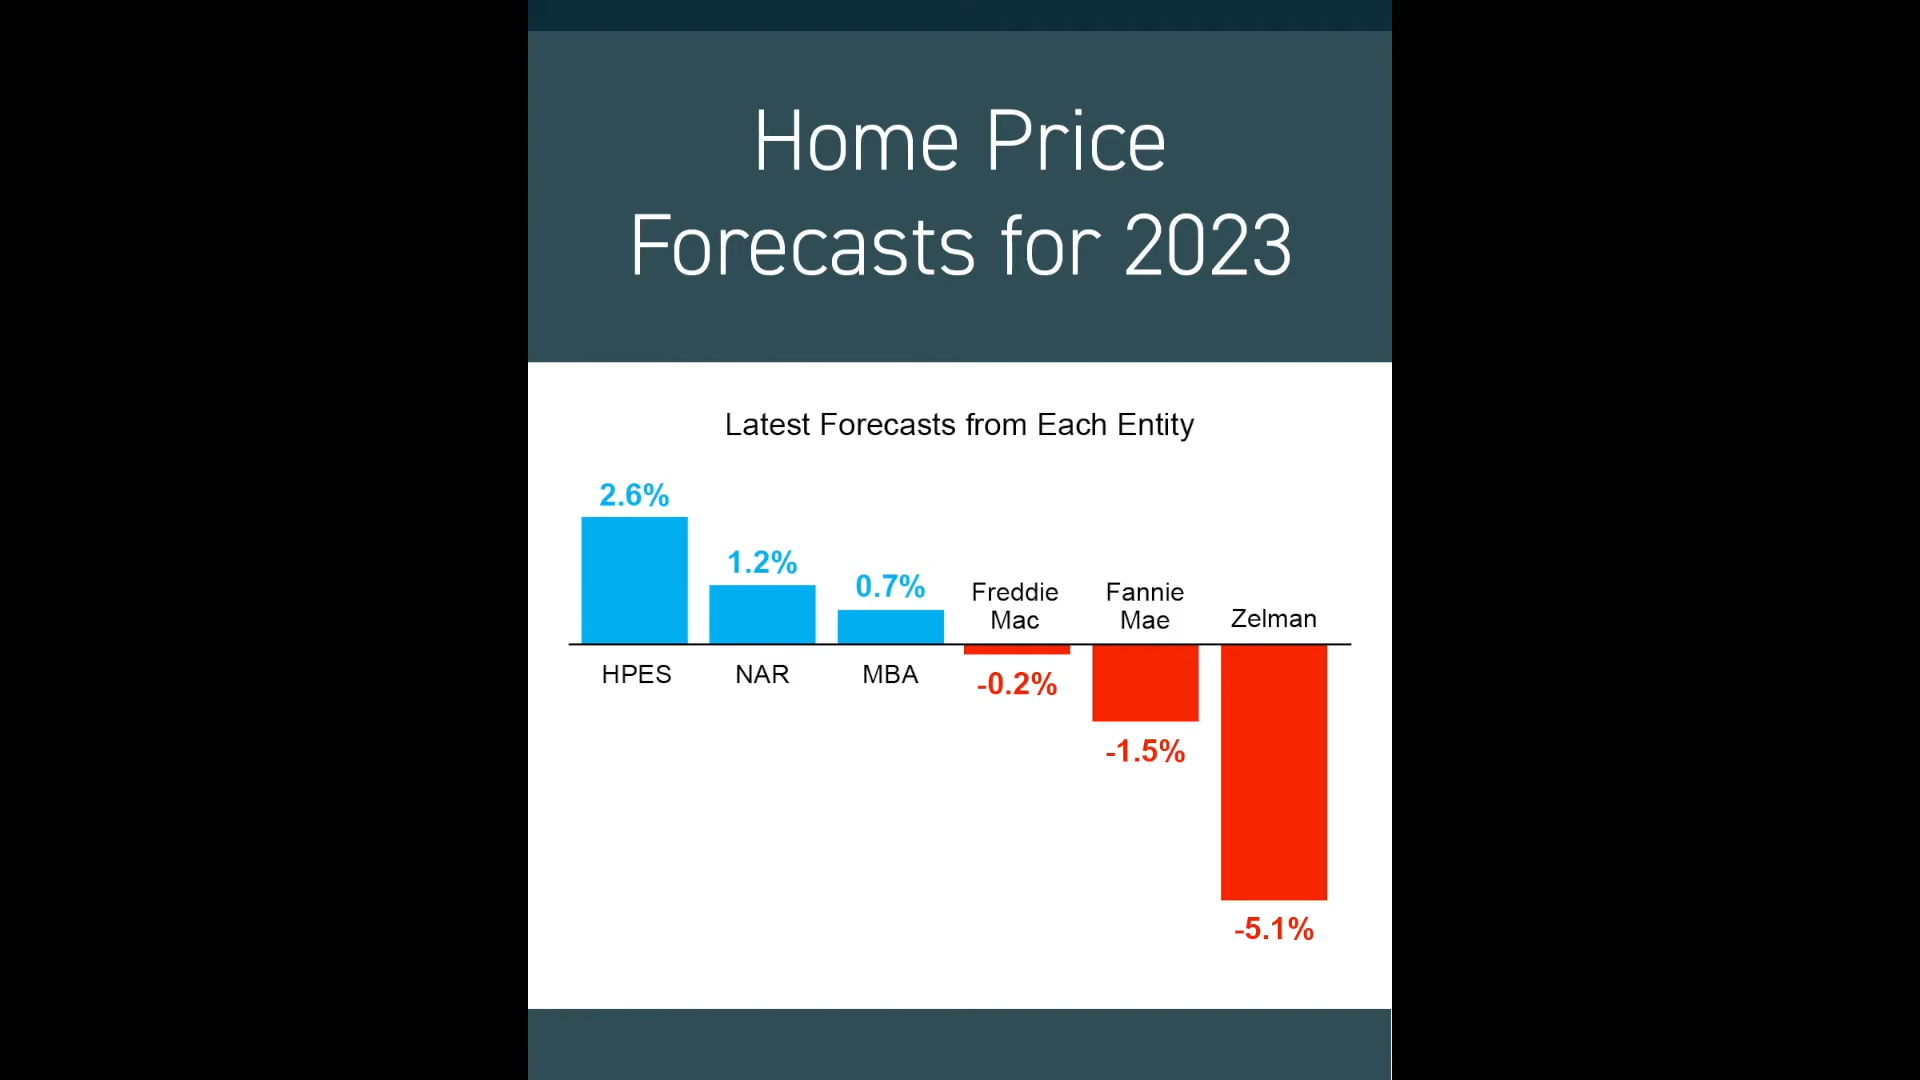 Home Price
Forecasts for 2023
Latest Forecasts from Each Entity
2.6%
1.2%
0.7%
Freddie
Mac
Fannie
Mae
Zelman
HPES
NAR
MBA
-0.2%
-1.5%
-5.1%